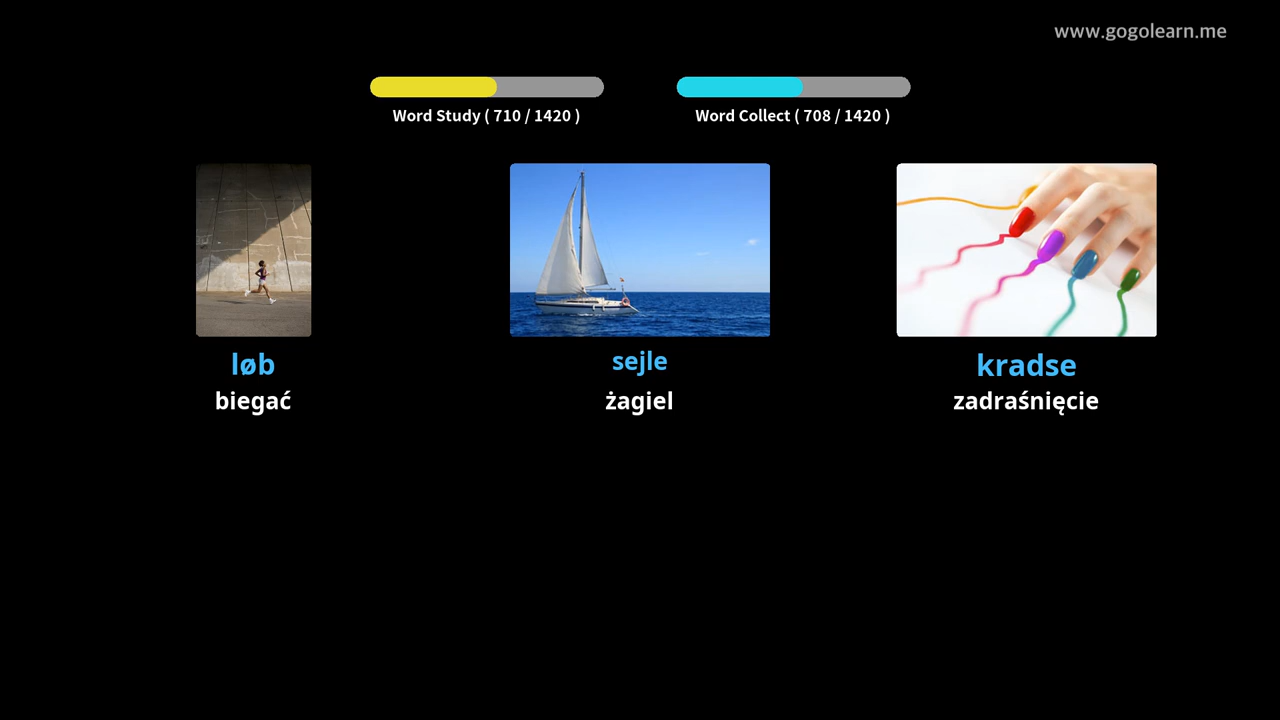 www.gogolearn.me
Word Study ( 710 / 1420 )
Word Collect ( 708 / 1420 )
løb
sejle
kradse
biegać
żagiel
zadraśnięcie